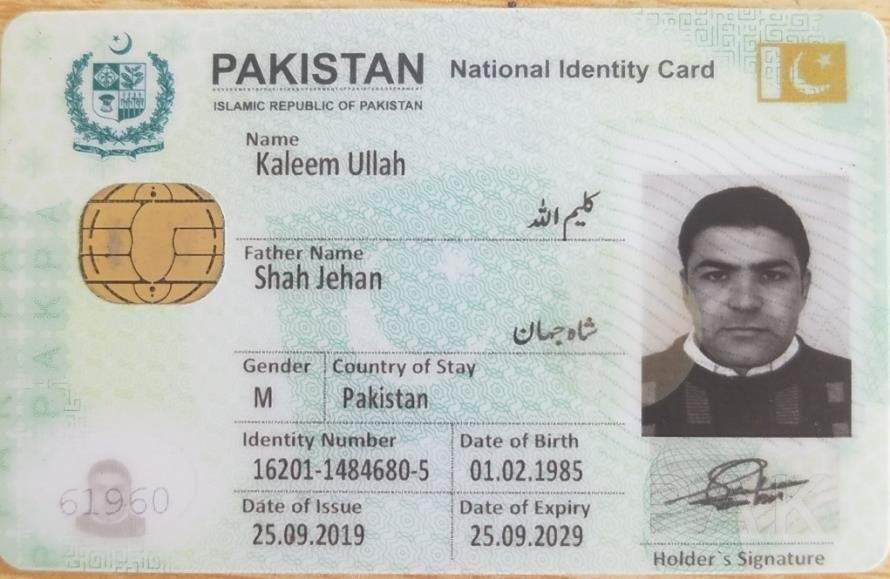 PAKISTAN National Identity Card
ISLAMIC REPUBLIC OF PAKISTAN
Name
Kaleem Ullah
کلیم اللہ
Father Name
Shah Jehan
شاہ جہان
Gender Country of Stay
M Pakistan
Identity Number Date of Birth
16201-1484680-5 01.02.1985
Date of Issue Date of Expiry
25.09.2019 25.09.2029
61960
Holder`s Signature